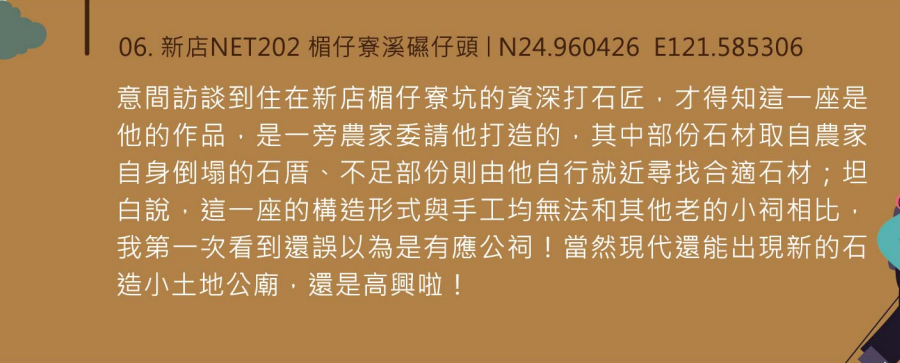 06. 新店NET202 楣仔寮溪礌仔頭 | N24.960426 E121.585306
意間訪談到住在新店楣仔寮坑的資深打石匠，才得知這一座是
他的作品，是一旁農家委請他打造的，其中部份石材取自農家
自身倒塌的石厝、不足部份則由他自行就近尋找合適石材；坦
白說，這一座的構造形式與手工均無法和其他老的小祠相比，
我第一次看到還誤以為是有應公祠！當然現代還能出現新的石
造小土地公廟，還是高興啦！